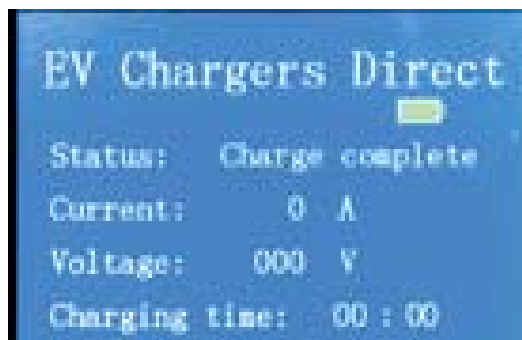 EV Chargers Direct
Status: Charge complete
Current: 0 A
Voltage: 000 V
Charging time: 00 : 00